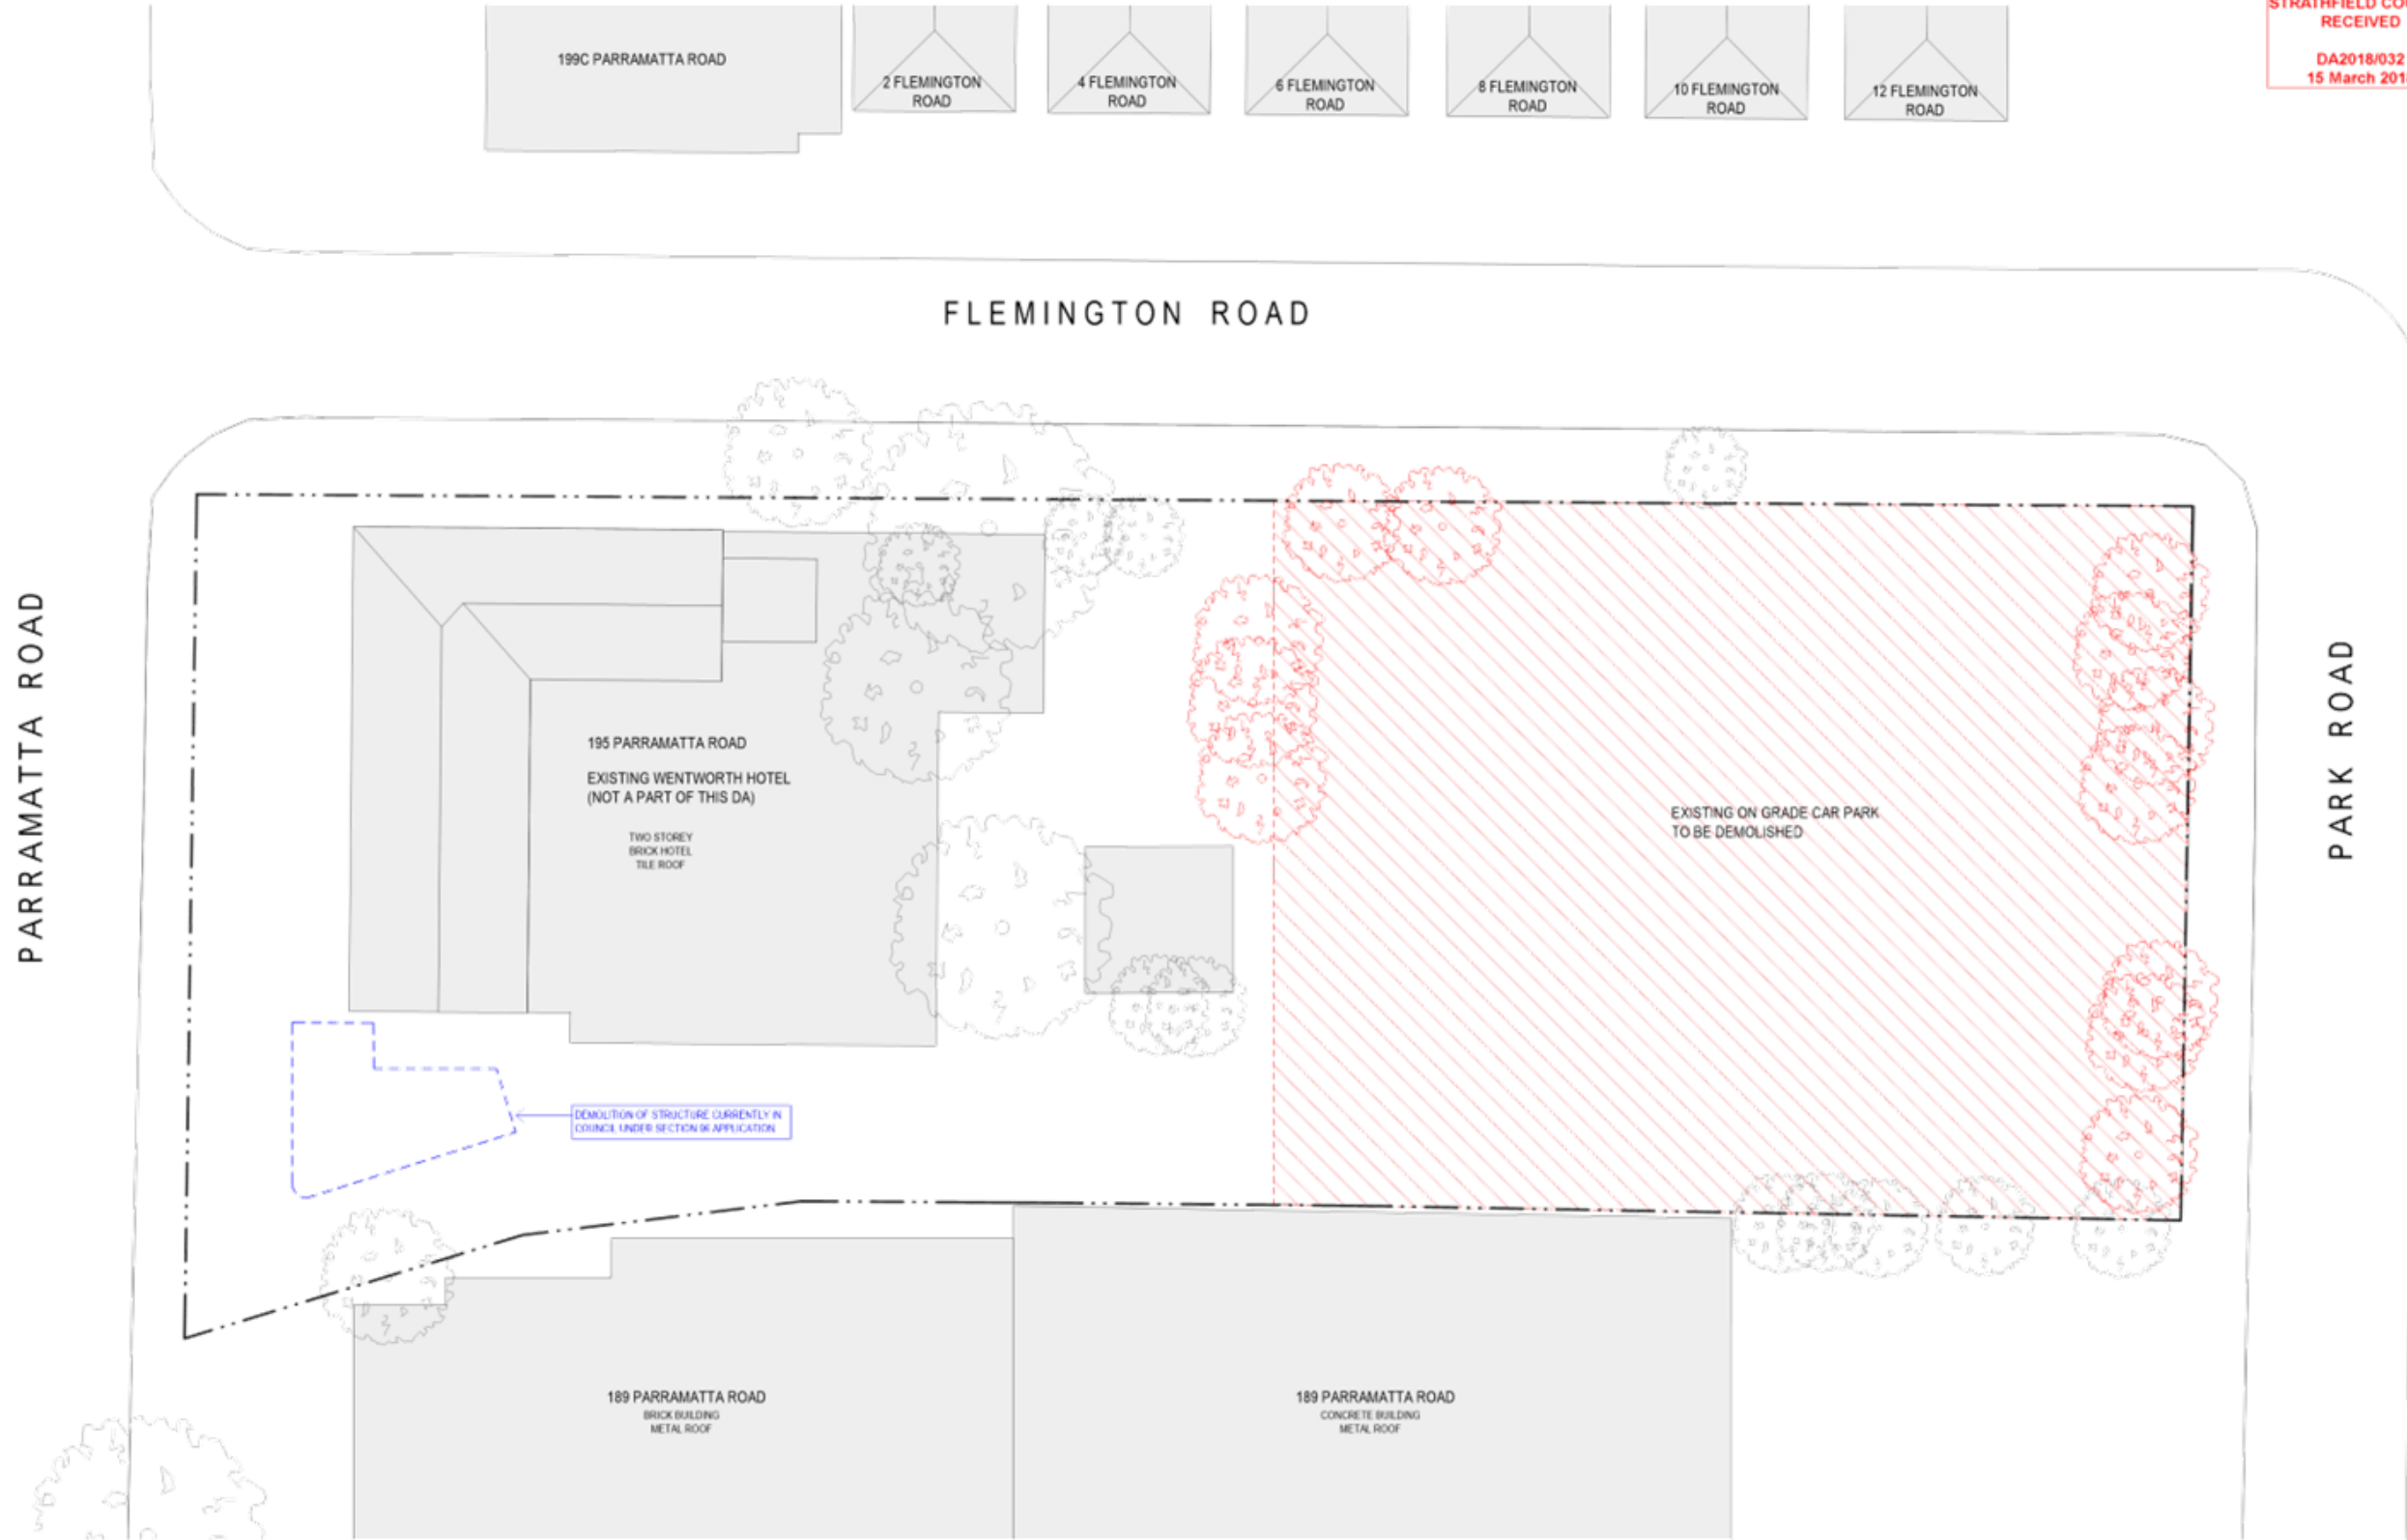 STRATHFIELD
RECEIVED
DA2018/032
15 March
199C PARRAMATTA ROAD
2 FLEMINGTON
ROAD
4 FLEMINGTON
ROAD
6 FLEMINGTON
ROAD
8 FLEMINGTON
ROAD
10 FLEMINGTON
ROAD
12 FLEMINGTON
ROAD
FLEMINGTON ROAD
PARRAMATTA ROAD
195 PARRAMATTA ROAD
EXISTING WENTWORTH HOTEL
(NOT A PART OF THIS DA)
TWO STOREY
BRICK HOTEL
TILE ROOF
EXISTING ON GRADE CAR PARK
TO BE DEMOLISHED
PARK ROAD
DEMOLITION OF STRUCTURE CURRENTLY IN
COUNCIL UNDER SECTION 96 APPLICATION
189 PARRAMATTA ROAD
BRICK BUILDING
METAL ROOF
189 PARRAMATTA ROAD
CONCRETE BUILDING
METAL ROOF